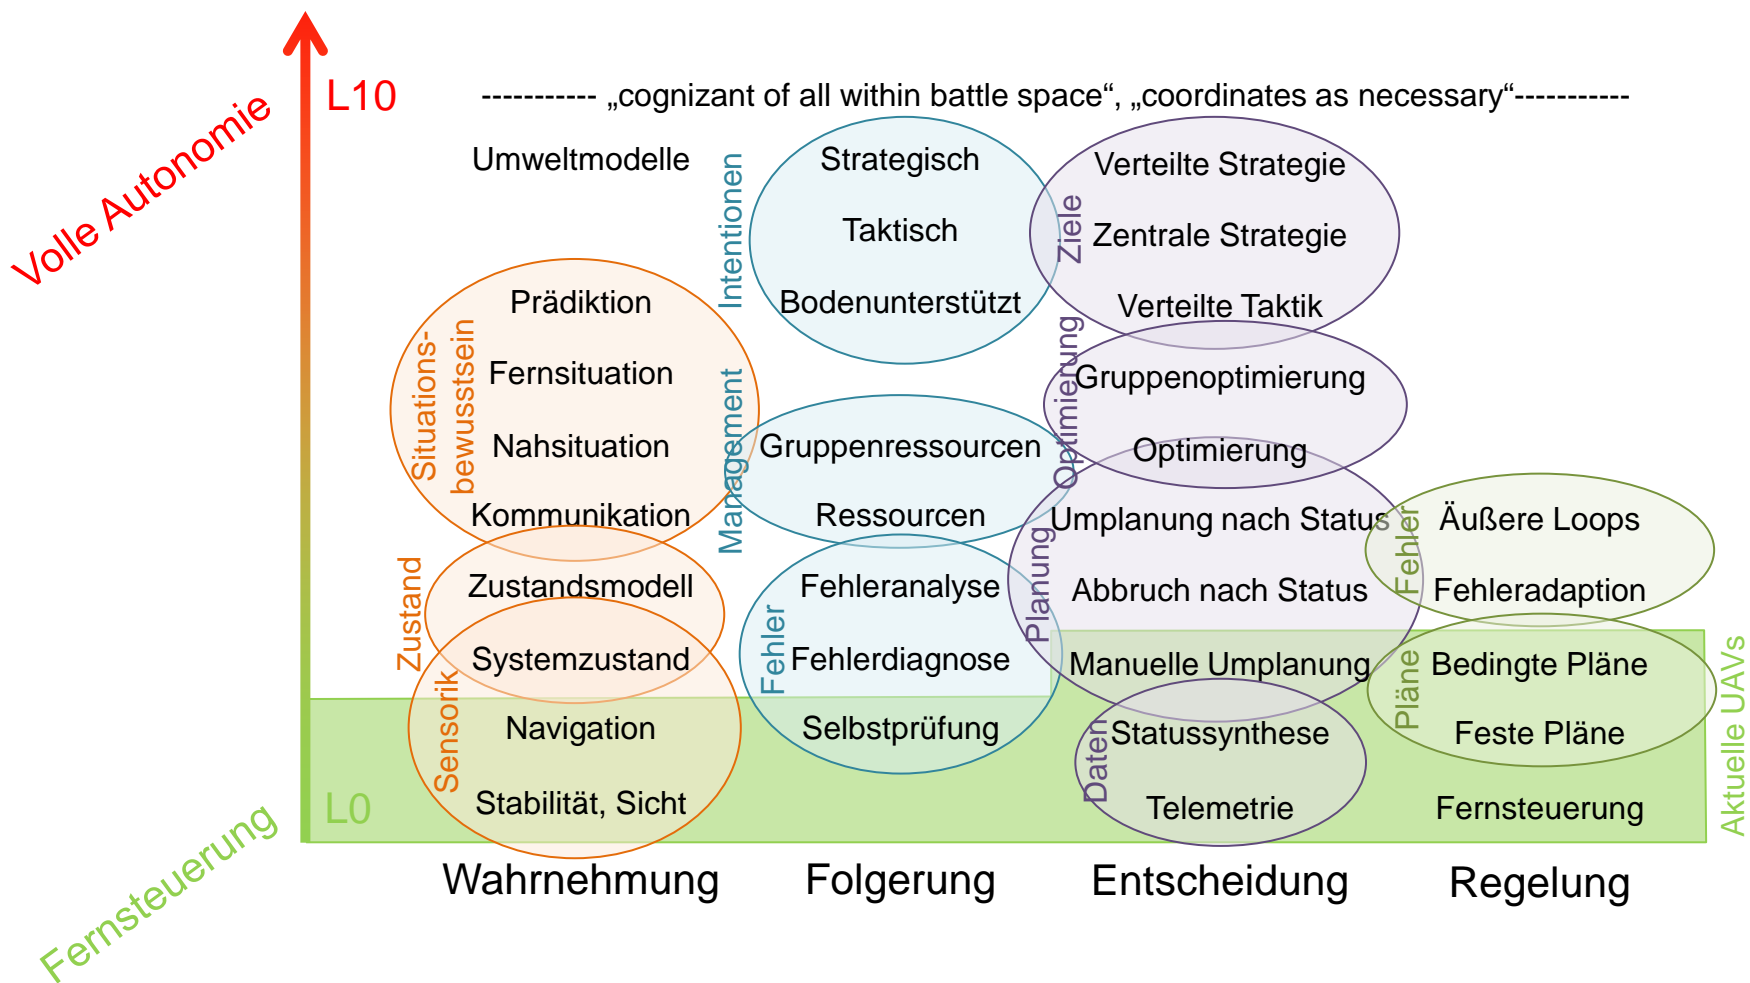 L10
----------- „cognizant of all within battle space“, „coordinates as necessary“-----------
Volle Autonomie
Umweltmodelle
Strategisch
Verteilte Strategie
Intentionen
Taktisch
Ziele
Zentrale Strategie
Prädiktion
Bodenunterstützt
Verteilte Taktik
Situations-
bewusstsein
Fernsituation
Optimierung
Gruppenoptimierung
Nahsituation
Management
Gruppenressourcen
Optimierung
Kommunikation
Ressourcen
Umplanung nach Status
Fehler
Äußere Loops
Zustand
Zustandsmodell
Fehleranalyse
Planung
Abbruch nach Status
Fehleradaption
Systemzustand
Fehler
Fehlerdiagnose
Manuelle Umplanung
Pläne
Bedingte Pläne
Sensorik
Navigation
Selbstprüfung
Daten
Statussynthese
Feste Pläne
Aktuelle UAVs
L0
Stabilität, Sicht
Telemetrie
Fernsteuerung
Fernsteuerung
Wahrnehmung
Folgerung
Entscheidung
Regelung